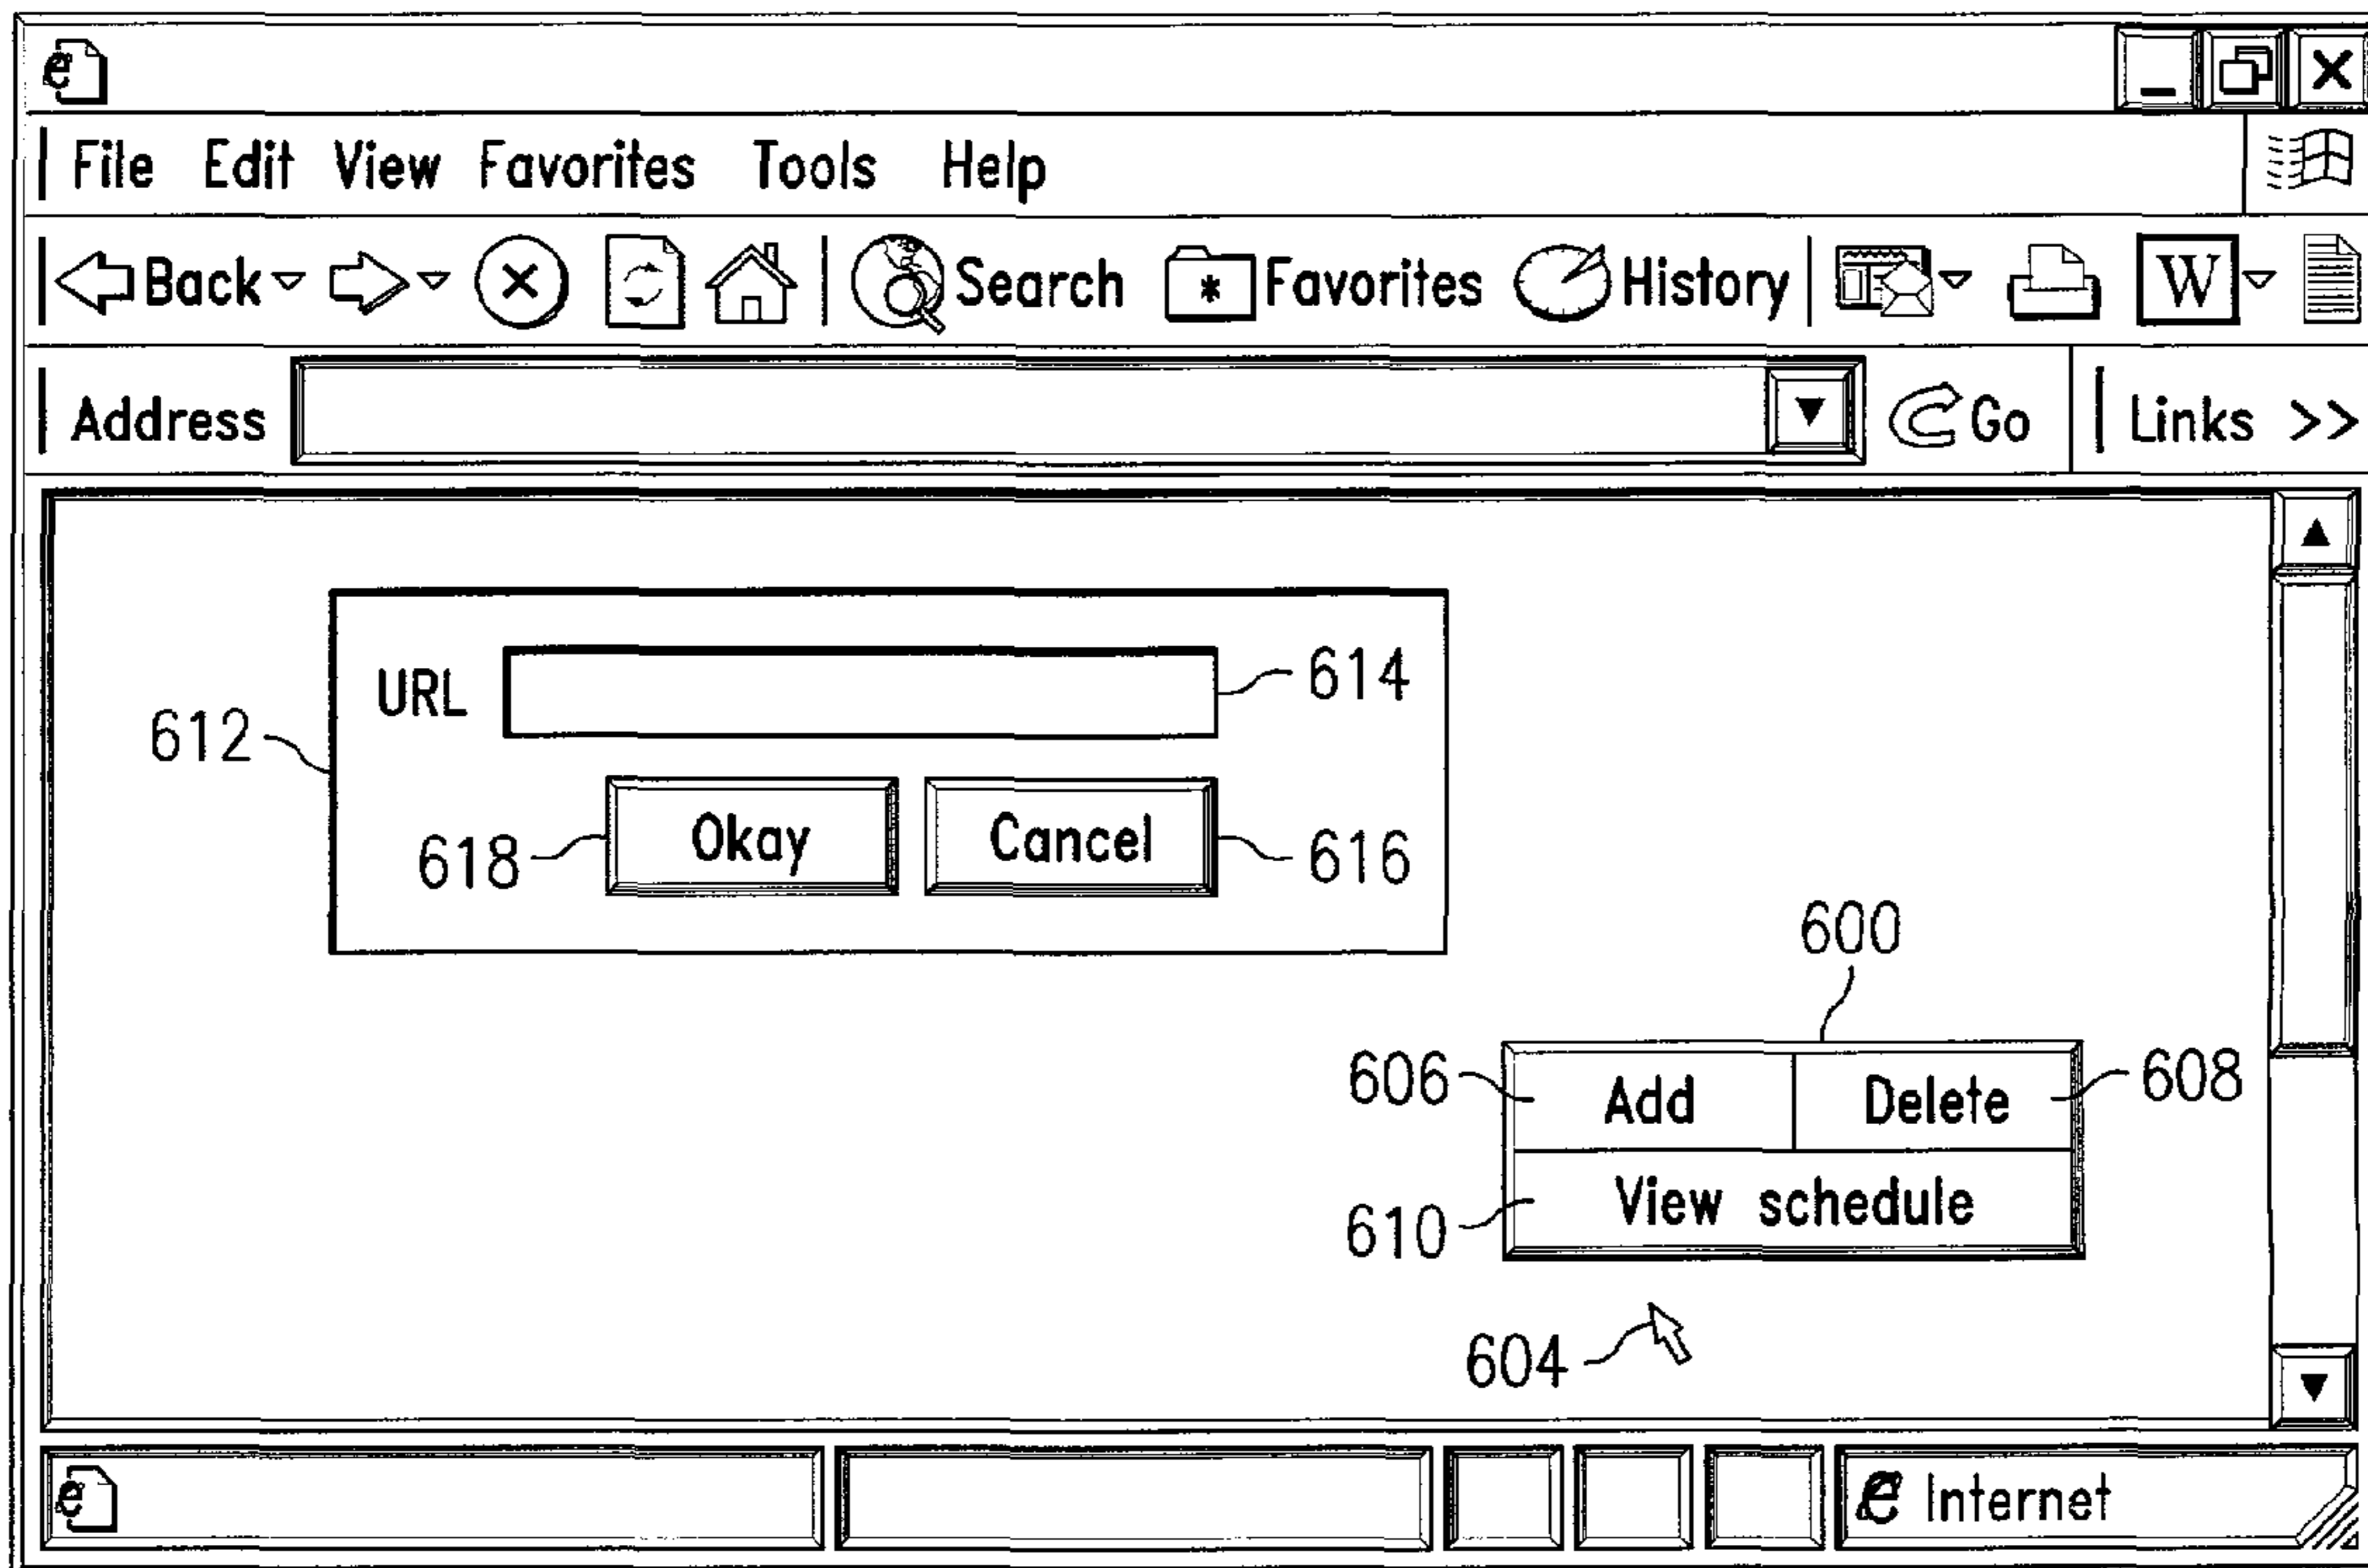 File Edit View Favorites Tools Help
Back Search * Favorites History W
Address Go Links >>
URL 614
612
618 Okay Cancel 616
600
606 Add Delete 608
610 View schedule
604
e Internet